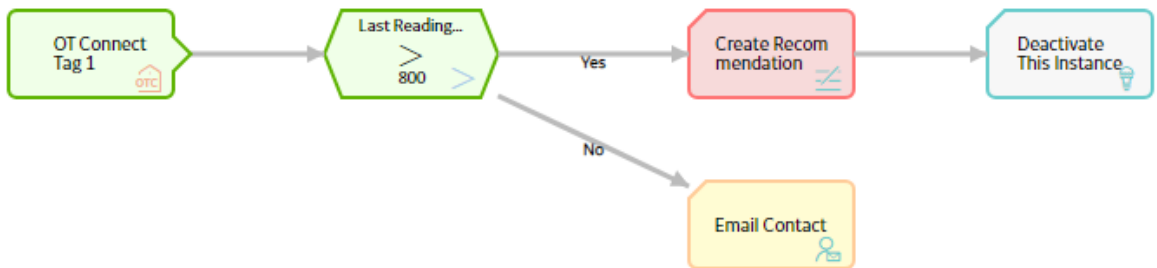 OT Connect
Tag 1
OTC
Last Reading...
>
800
>
Yes
Create Recom
mendation
Deactivate
This Instance
No
Email Contact